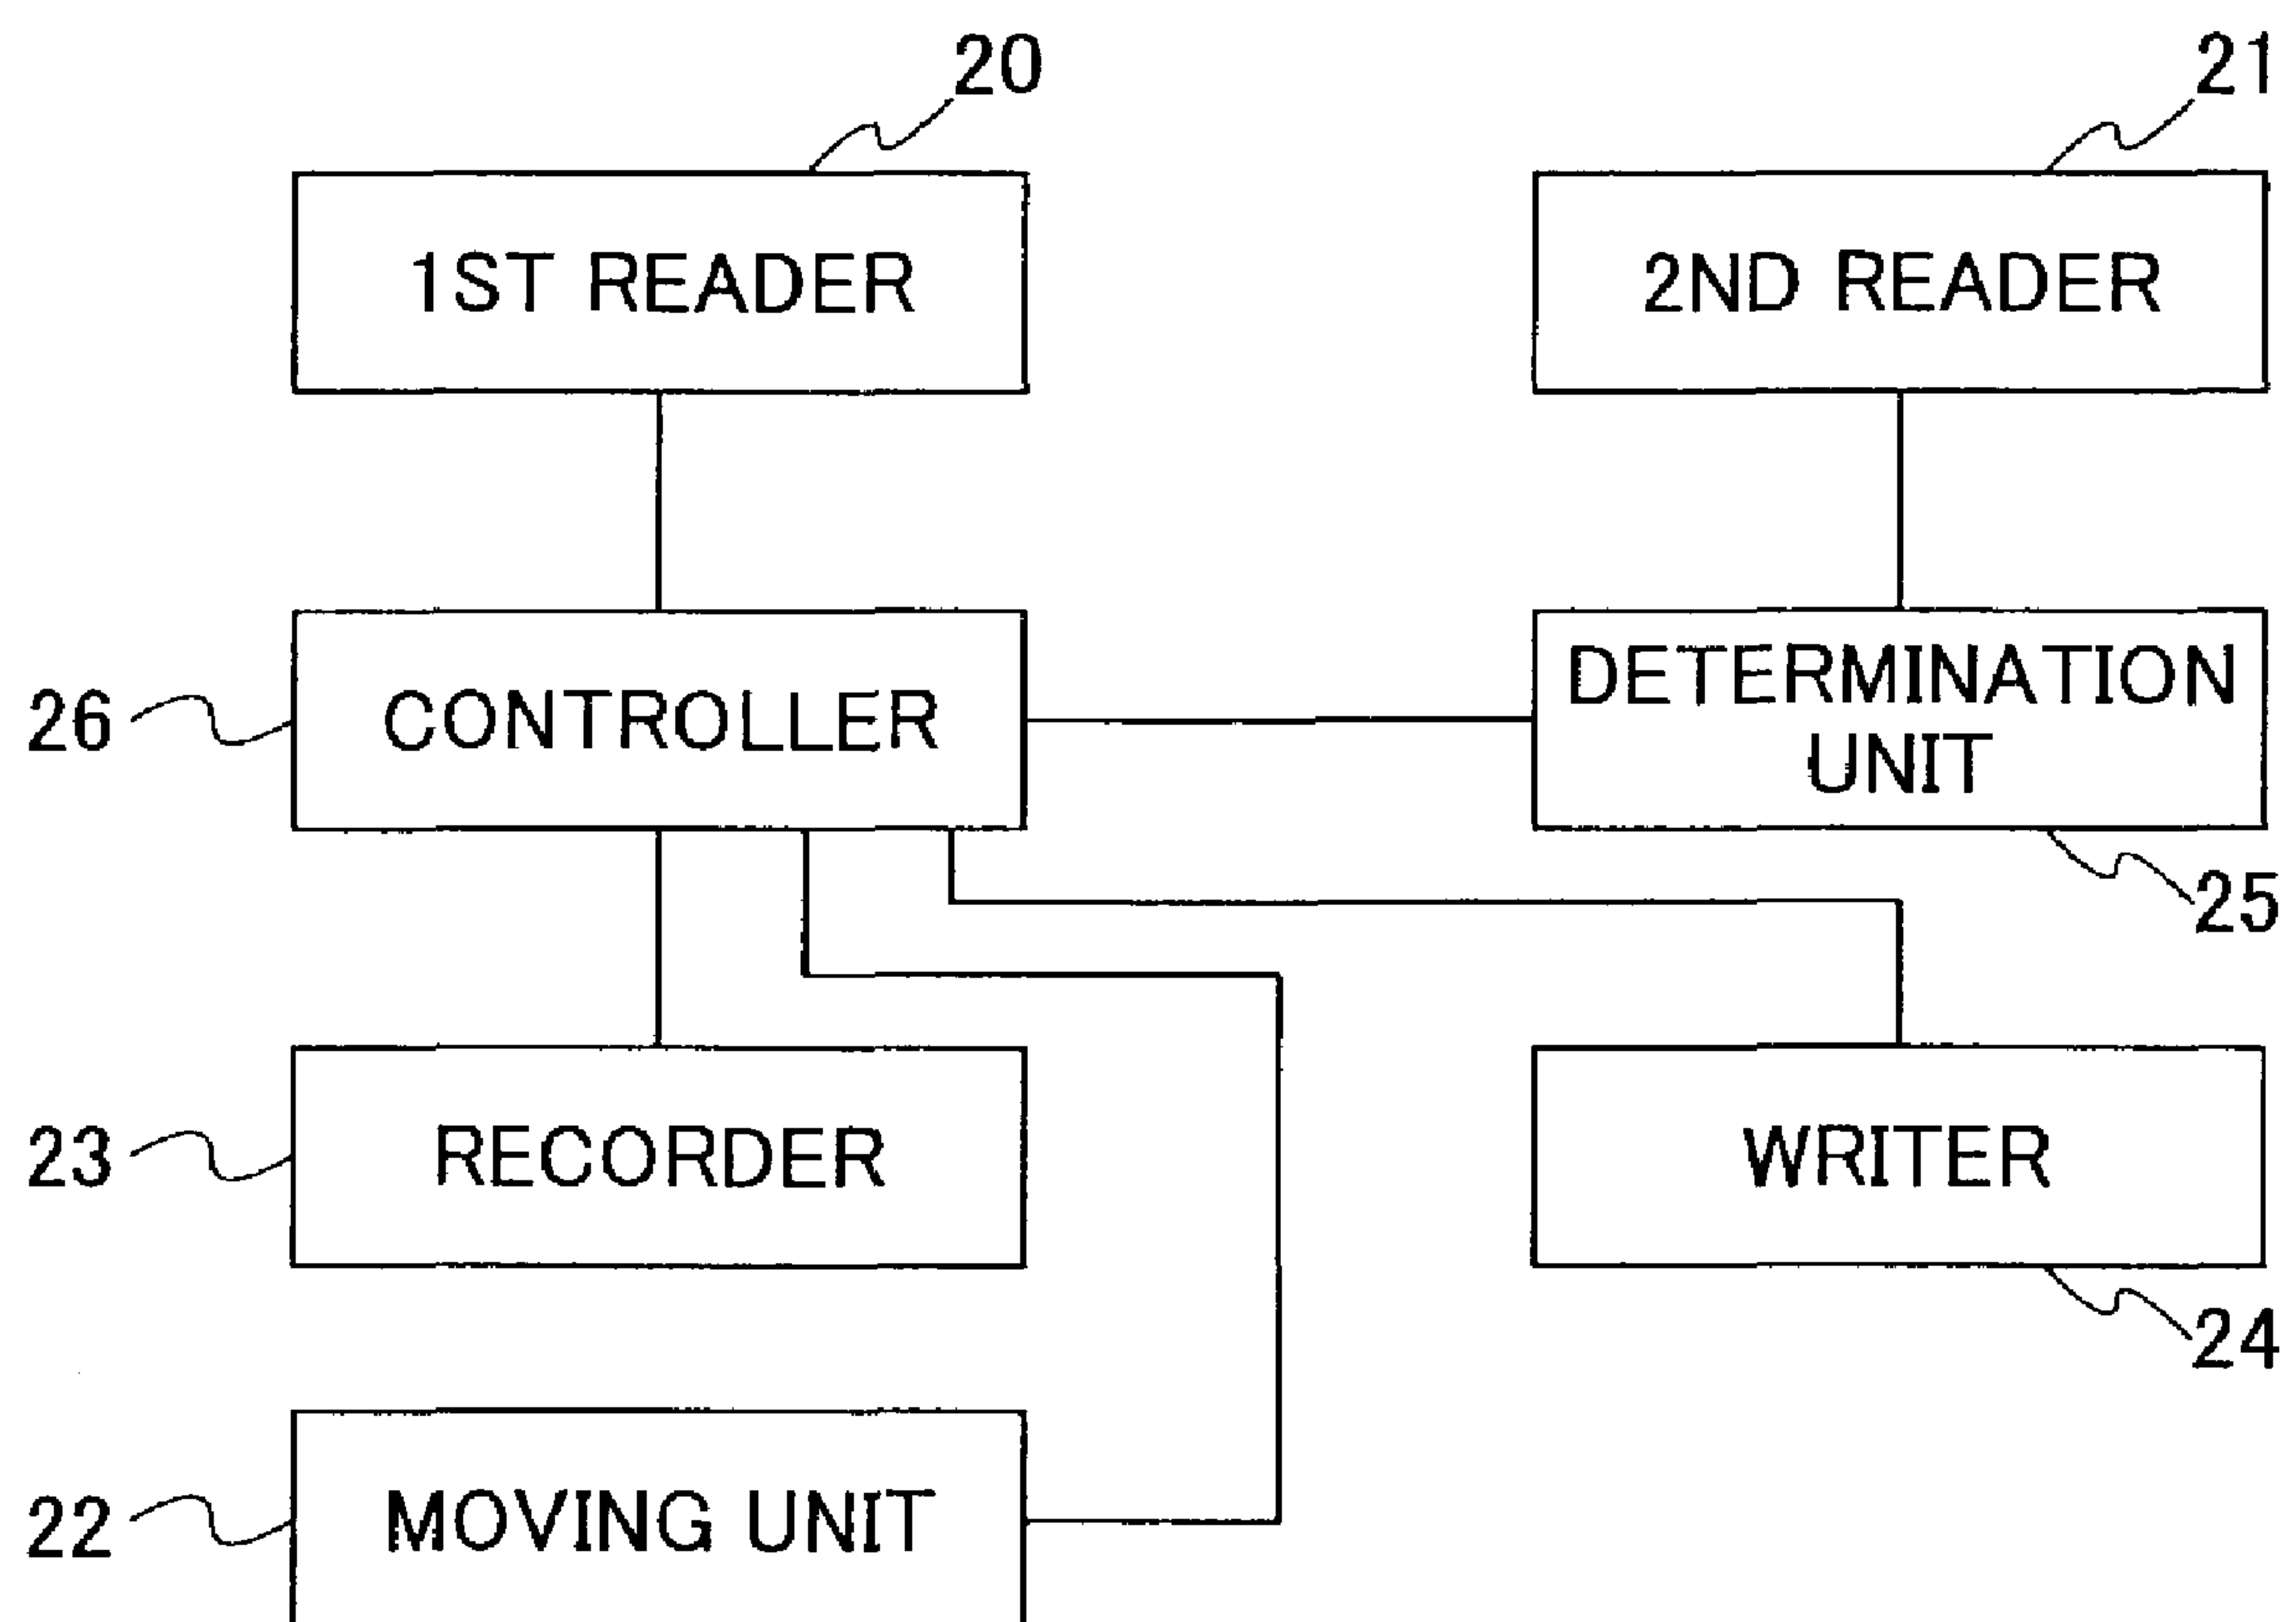 20
21
1ST READER
2ND READER
26
CONTROLLER
DETERMINATION
UNIT
25
23
RECORDER
WRITER
24
22
MOVING UNIT